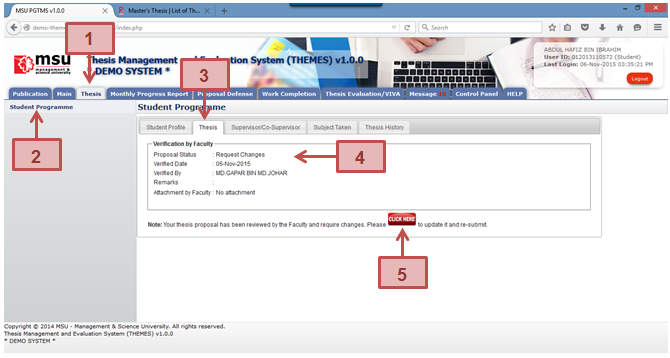 MSU PGTMS v1.0.0
Master's Thesis | List of Th...
demo-theme
/index.php
Search
1
msu
management &
science university
Thesis Management and Evaluation System (THEMES) v1.0.0
* DEMO SYSTEM *
ABDUL HAFIZ BIN IBRAHIM
User ID: 012013110572 (Student)
Last Login: 06-Nov-2015 03:35:21 PM
Logout
3
Publication Main Thesis Monthly Progress Report Proposal Defense Work Completion Thesis Evaluation/VIVA Message Control Panel HELP
Student Programme
Student Programme
2
Student Profile Thesis Supervisor/Co-Supervisor Subject Taken Thesis History
Verification by Faculty
Proposal Status : Request Changes
4
Verified Date : 06-Nov-2015
Verified By : MD.GAPAR BIN MD.JOHAR
Remarks :
Attachment by Faculty : No attachment
Note: Your thesis proposal has been reviewed by the Faculty and require changes. Please CLICK HERE to update it and re-submit.
5
Copyright © 2014 MSU - Management & Science University. All rights reserved.
Thesis Management and Evaluation System (THEMES) v1.0.0
* DEMO SYSTEM *